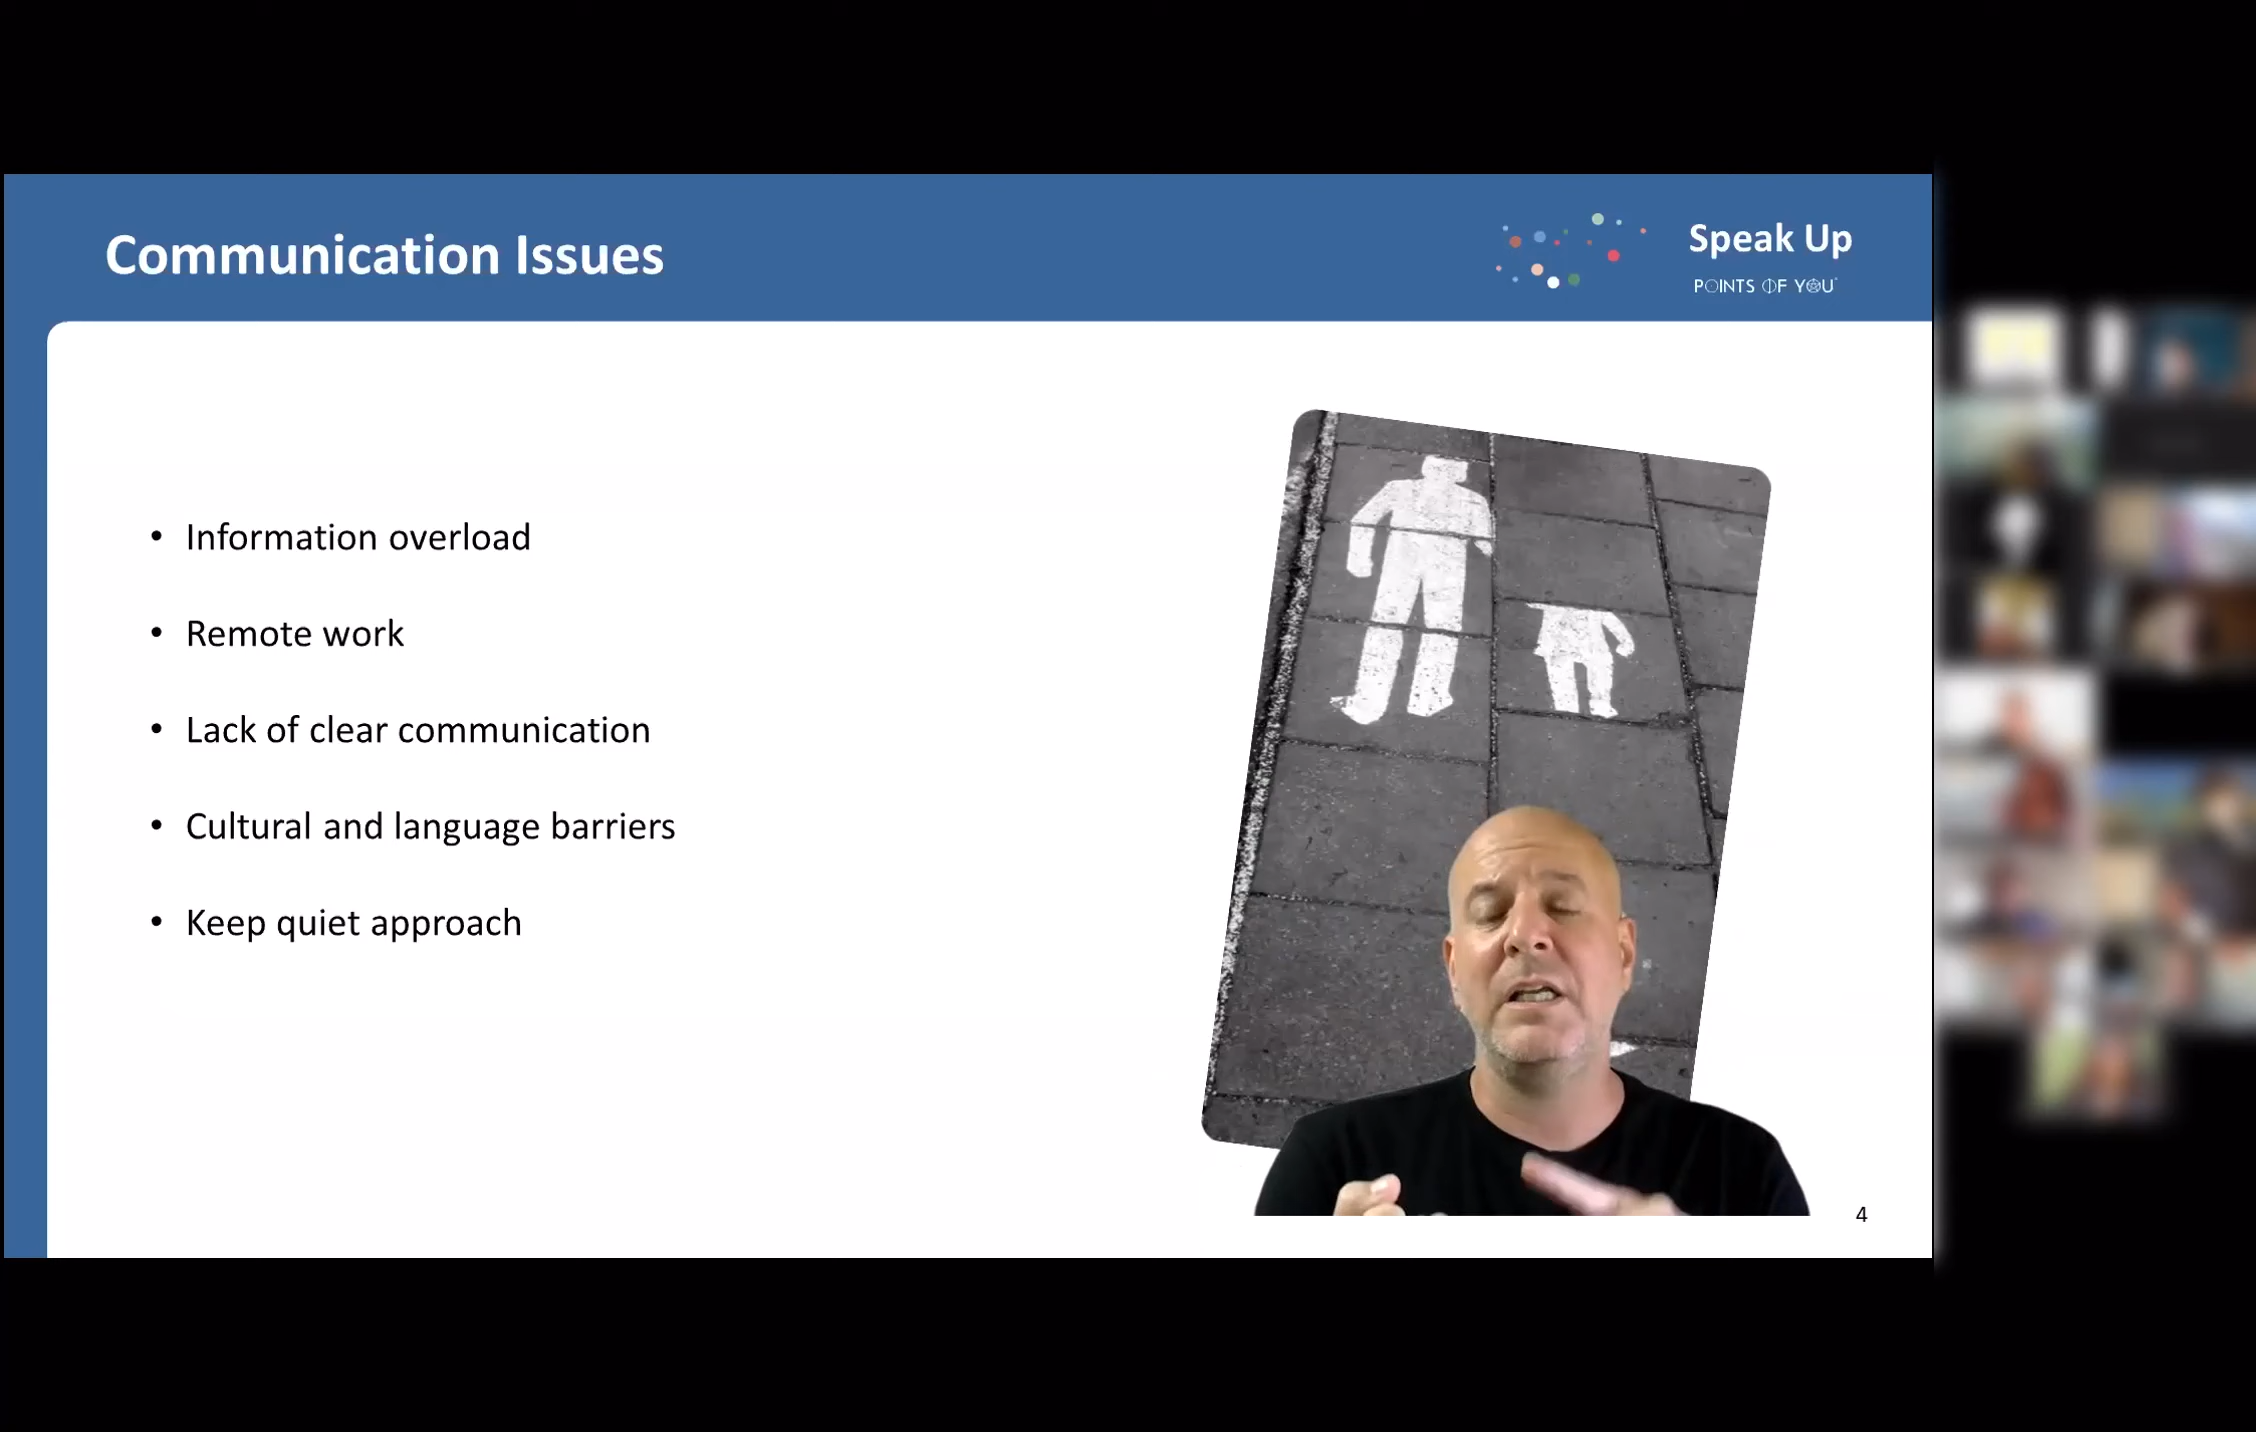 Communication Issues
Speak Up
POINTS OF YOU
• Information overload
• Remote work
• Lack of clear communication
• Cultural and language barriers
• Keep quiet approach
4